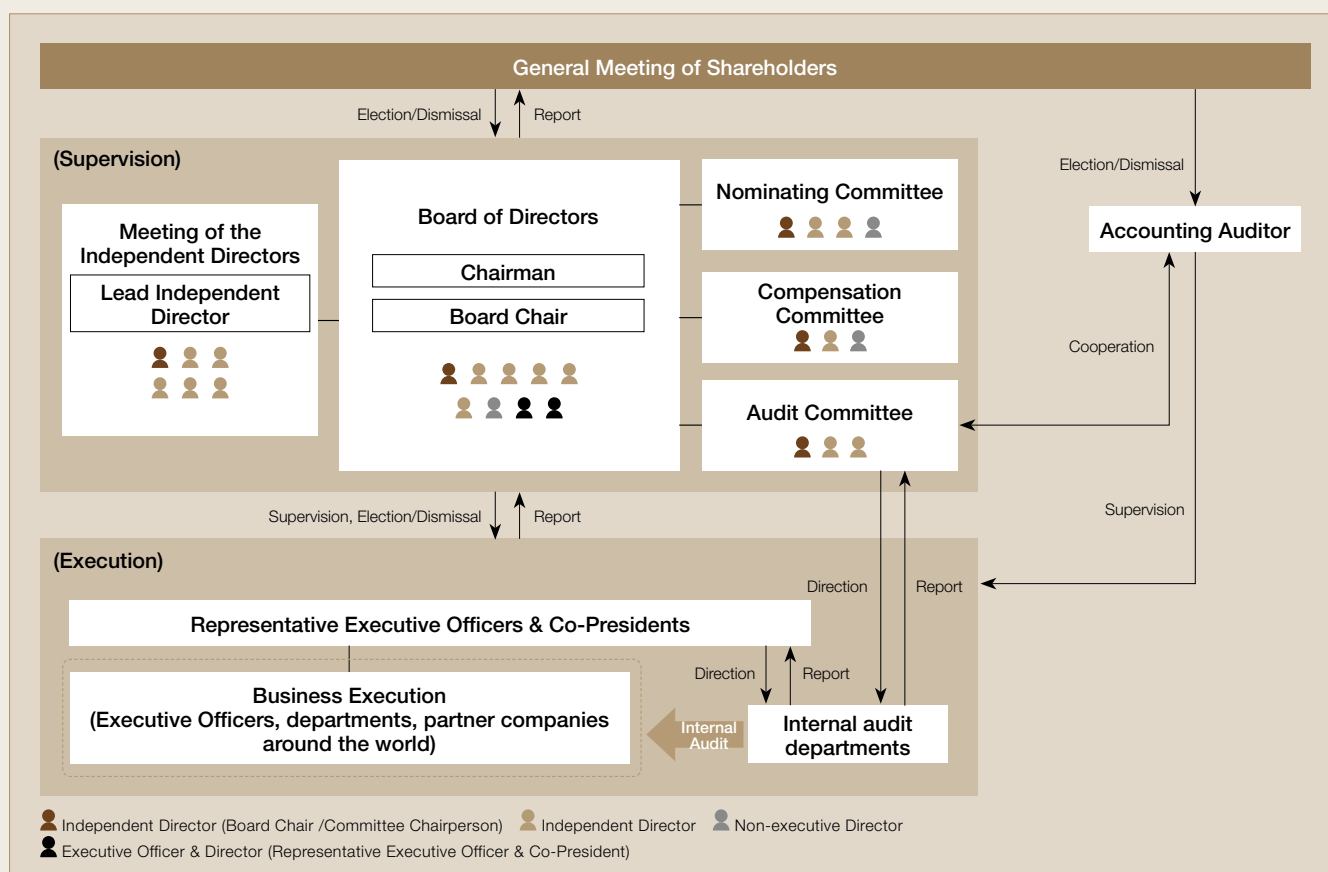 General Meeting of Shareholders
Election/Dismissal
Report
(Supervision)
Meeting of the
Independent Directors
Lead Independent
Director
Board of Directors
Chairman
Board Chair
Nominating Committee
Compensation
Committee
Audit Committee
Election/Dismissal
Accounting Auditor
Cooperation
Supervision
Supervision, Election/Dismissal
Report
(Execution)
Direction
Report
Representative Executive Officers & Co-Presidents
Direction
Report
Business Execution
(Executive Officers, departments, partner companies
around the world)
Internal
Audit
Internal audit
departments
Independent Director (Board Chair /Committee Chairperson)
Independent Director
Non-executive Director
Executive Officer & Director (Representative Executive Officer & Co-President)